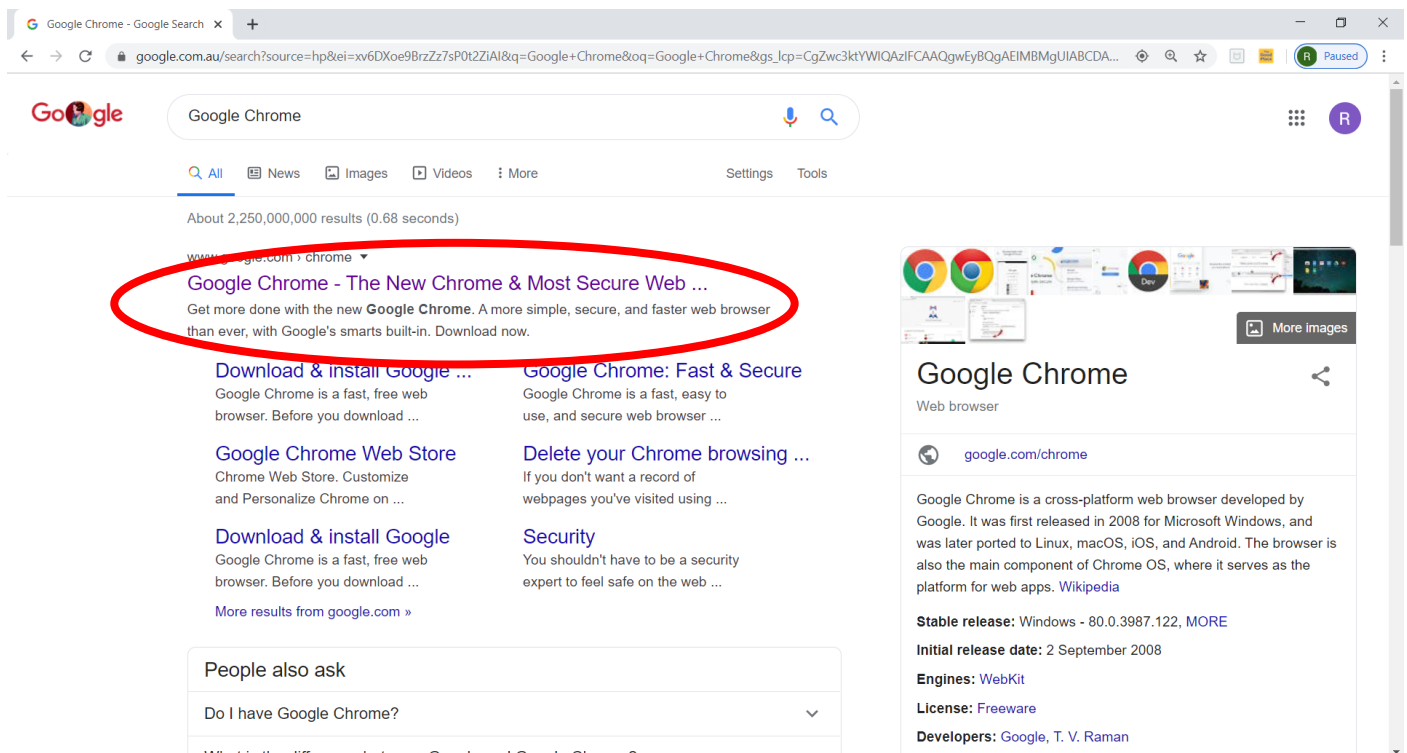 Google Chrome - Google Search
google.com.au/search?source=hp&ei=xv6DXoe9BrzZz7sP0t2ZiAI&q=Google+Chrome&oq=Google+Chrome&gs_lcp=CgZwc3ktYWIQAzIFCAAQgwEyBQgAEIMBMgUIABCDA...
R Paused
Go gle
Google Chrome
R
All News Images Videos More Settings Tools
About 2,250,000,000 results (0.68 seconds)
www.google.com › chrome
Google Chrome - The New Chrome & Most Secure Web ...
Get more done with the new Google Chrome. A more simple, secure, and faster web browser
than ever, with Google's smarts built-in. Download now.
Download & install Google ...
Google Chrome is a fast, free web
browser. Before you download ...
Google Chrome: Fast & Secure
Google Chrome is a fast, easy to
use, and secure web browser ...
Google Chrome Web Store
Chrome Web Store. Customize
and Personalize Chrome on ...
Delete your Chrome browsing ...
If you don't want a record of
webpages you've visited using ...
Download & install Google
Google Chrome is a fast, free web
browser. Before you download ...
Security
You shouldn't have to be a security
expert to feel safe on the web ...
More results from google.com »
People also ask
Do I have Google Chrome?
Dev
More images
Google Chrome
Web browser
google.com/chrome
Google Chrome is a cross-platform web browser developed by
Google. It was first released in 2008 for Microsoft Windows, and
was later ported to Linux, macOS, iOS, and Android. The browser is
also the main component of Chrome OS, where it serves as the
platform for web apps. Wikipedia
Stable release: Windows - 80.0.3987.122, MORE
Initial release date: 2 September 2008
Engines: WebKit
License: Freeware
Developers: Google, T. V. Raman